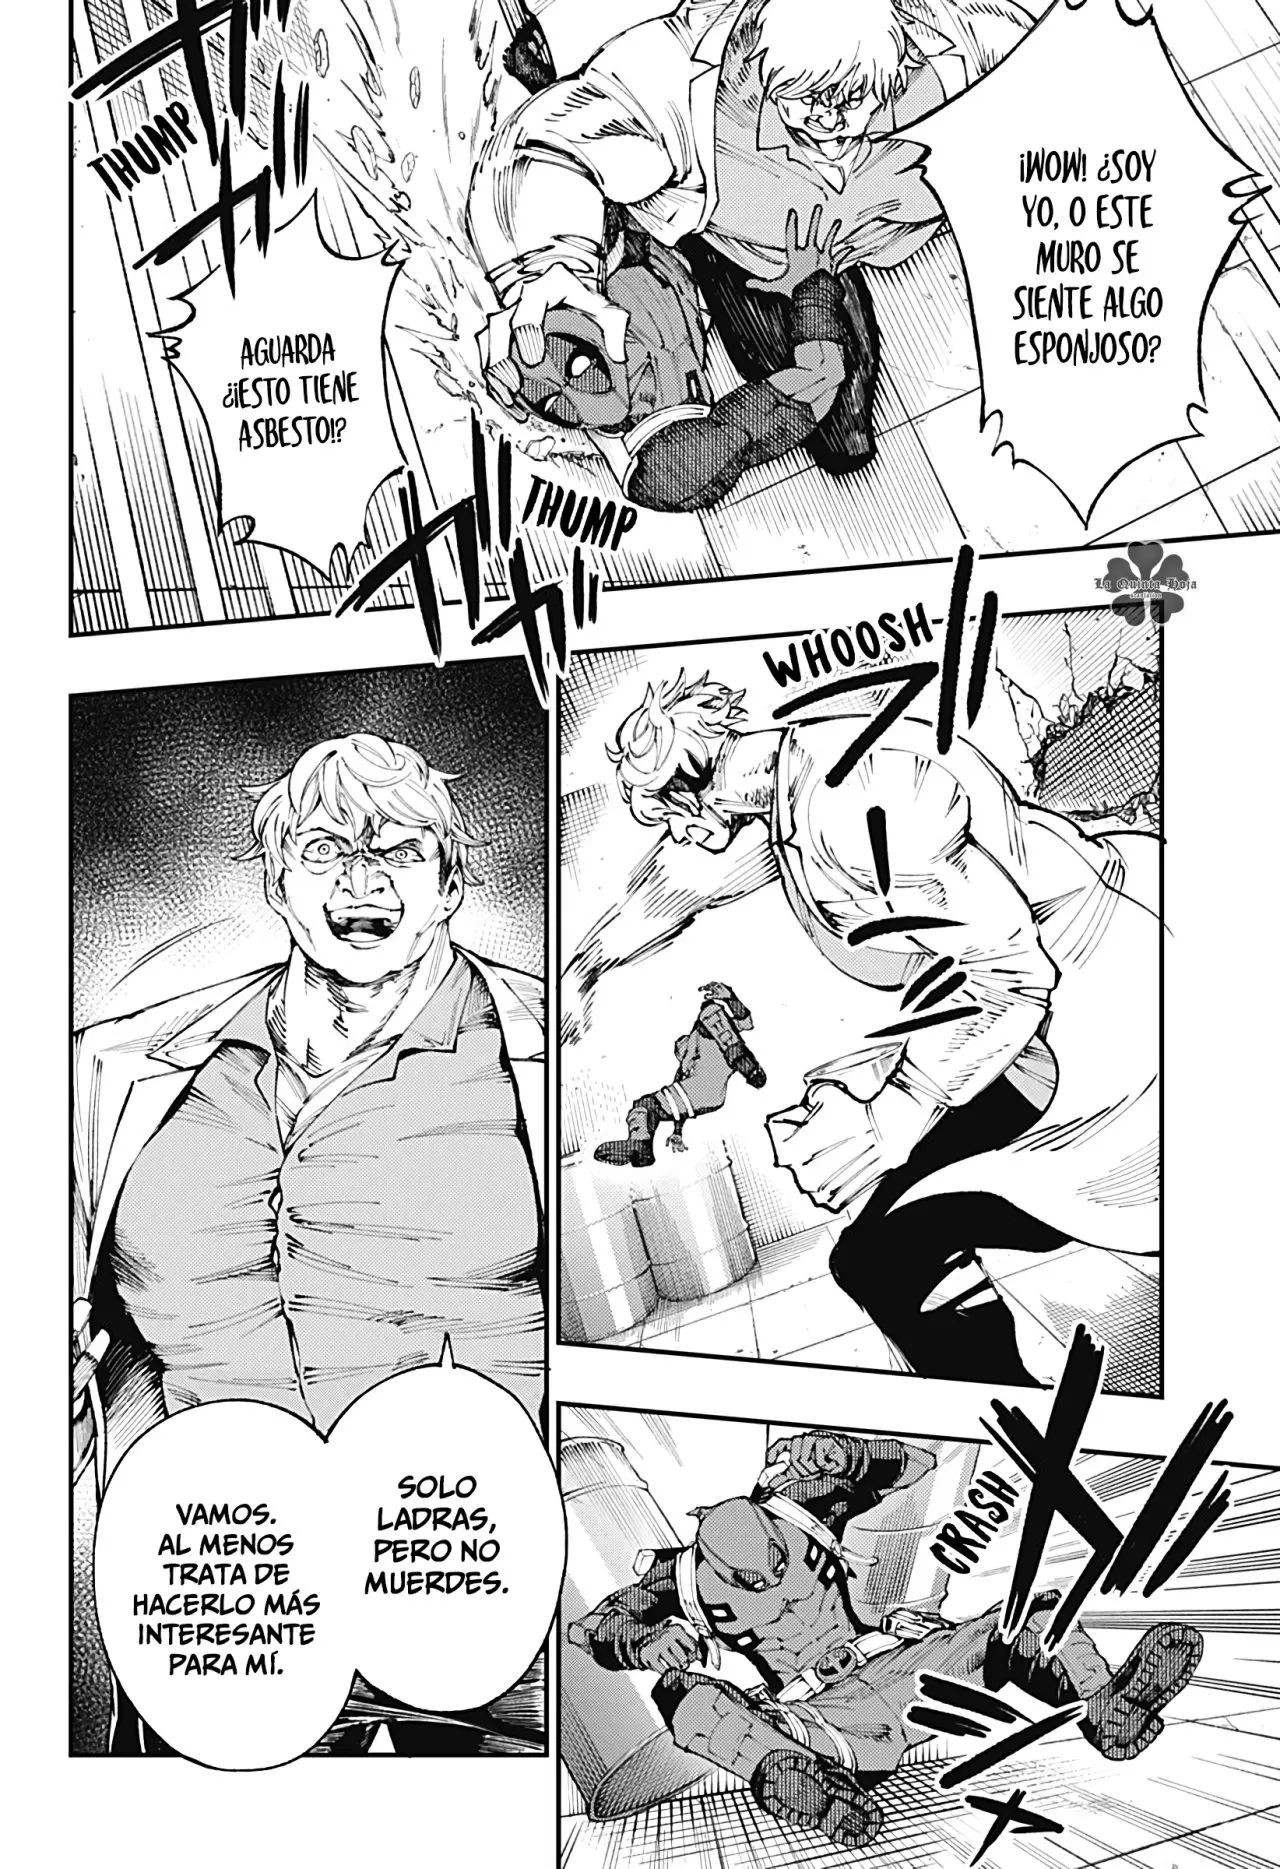 ¡WOW! ¿SOY
YO, O ESTE
MURO SE
SIENTE ALGO
ESPONJOSO?
THUMP
AGUARDA
¿¡ESTO TIENE
ASBESTO!?
THUMP
La Quinta Hoja
scanlation
WHOOSH
SOLO
LADRAS,
PERO NO
MUERDES.
VAMOS.
AL MENOS
TRATA DE
HACERLO MÁS
INTERESANTE
PARA MÍ.
CRASH